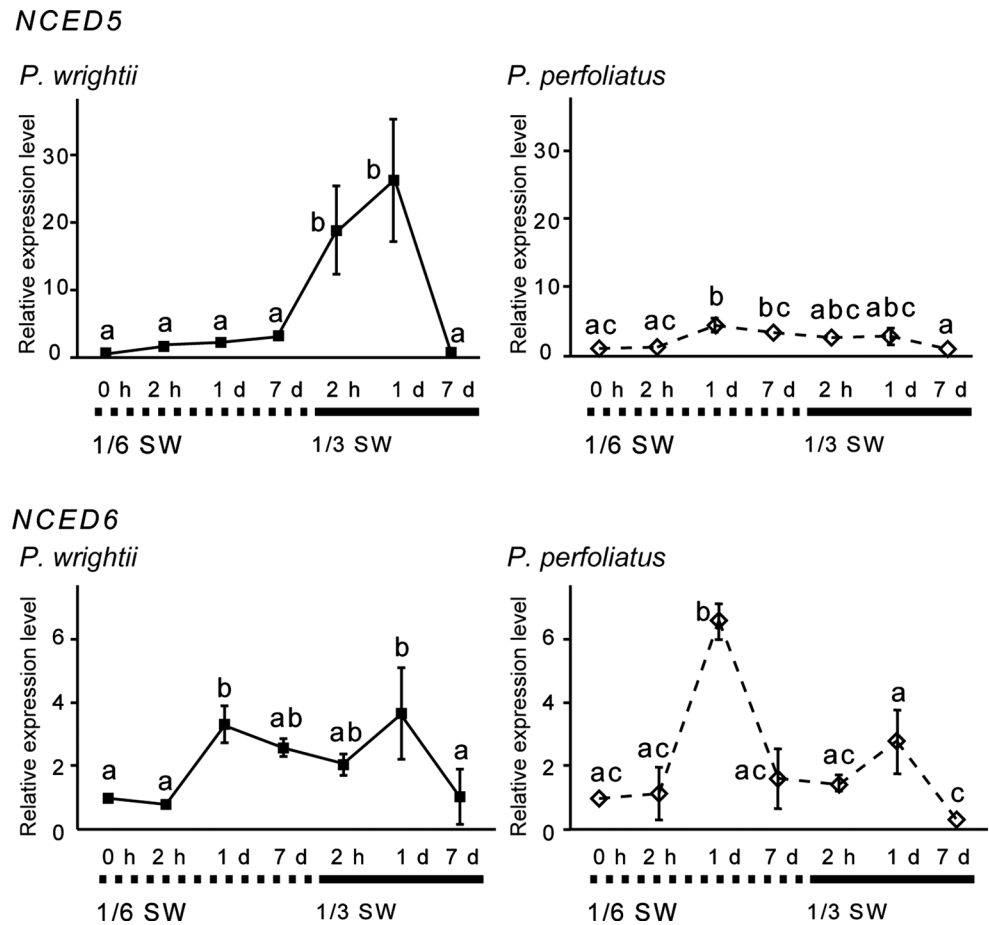 NCED5
P. wrightii
Relative expression level
30
20
10
0
a a a a b b a
0 h 2 h 1 d 7 d 2 h 1 d 7 d
1/6 SW 1/3 SW
P. perfoliatus
Relative expression level
30
20
10
0
ac ac b bc abc abc a
0 h 2 h 1 d 7 d 2 h 1 d 7 d
1/6 SW 1/3 SW
NCED6
P. wrightii
Relative expression level
6
4
2
0
a a b ab ab b a
0 h 2 h 1 d 7 d 2 h 1 d 7 d
1/6 SW 1/3 SW
P. perfoliatus
Relative expression level
6
4
2
0
ac ac b ac ac a c
0 h 2 h 1 d 7 d 2 h 1 d 7 d
1/6 SW 1/3 SW